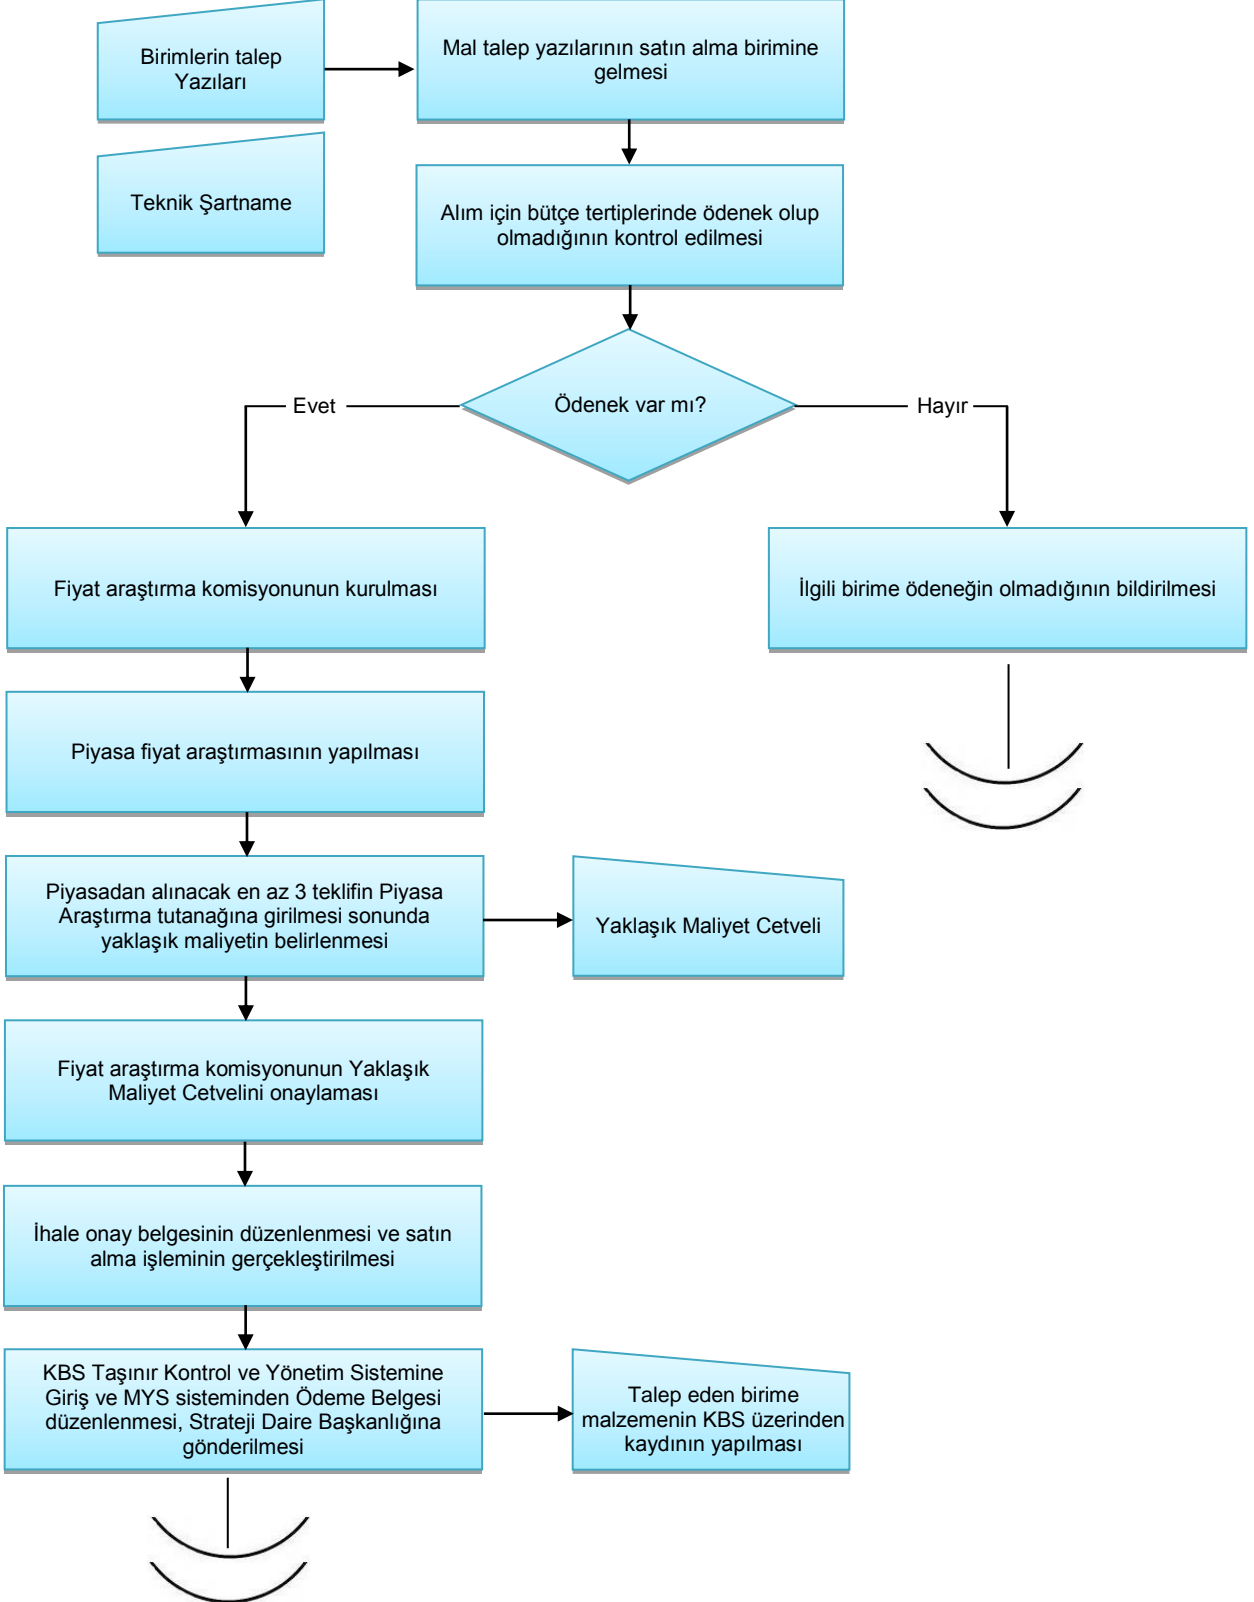 Birimlerin talep
Yazıları
Mal talep yazılarının satın alma birimine
gelmesi
Teknik Şartname
Alım için bütçe tertiplerinde ödenek olup
olmadığının kontrol edilmesi
Ödenek var mı?
Evet
Hayır
Fiyat araştırma komisyonunun kurulması
İlgili birime ödeneğin olmadığının bildirilmesi
Piyasa fiyat araştırmasının yapılması
Piyasadan alınacak en az 3 teklifin Piyasa
Araştırma tutanağına girilmesi sonunda
yaklaşık maliyetin belirlenmesi
Yaklaşık Maliyet Cetveli
Fiyat araştırma komisyonunun Yaklaşık
Maliyet Cetvelini onaylaması
İhale onay belgesinin düzenlenmesi ve satın
alma işleminin gerçekleştirilmesi
KBS Taşınır Kontrol ve Yönetim Sistemine
Giriş ve MYS sisteminden Ödeme Belgesi
düzenlenmesi, Strateji Daire Başkanlığına
gönderilmesi
Talep eden birime
malzemenin KBS üzerinden
kaydının yapılması